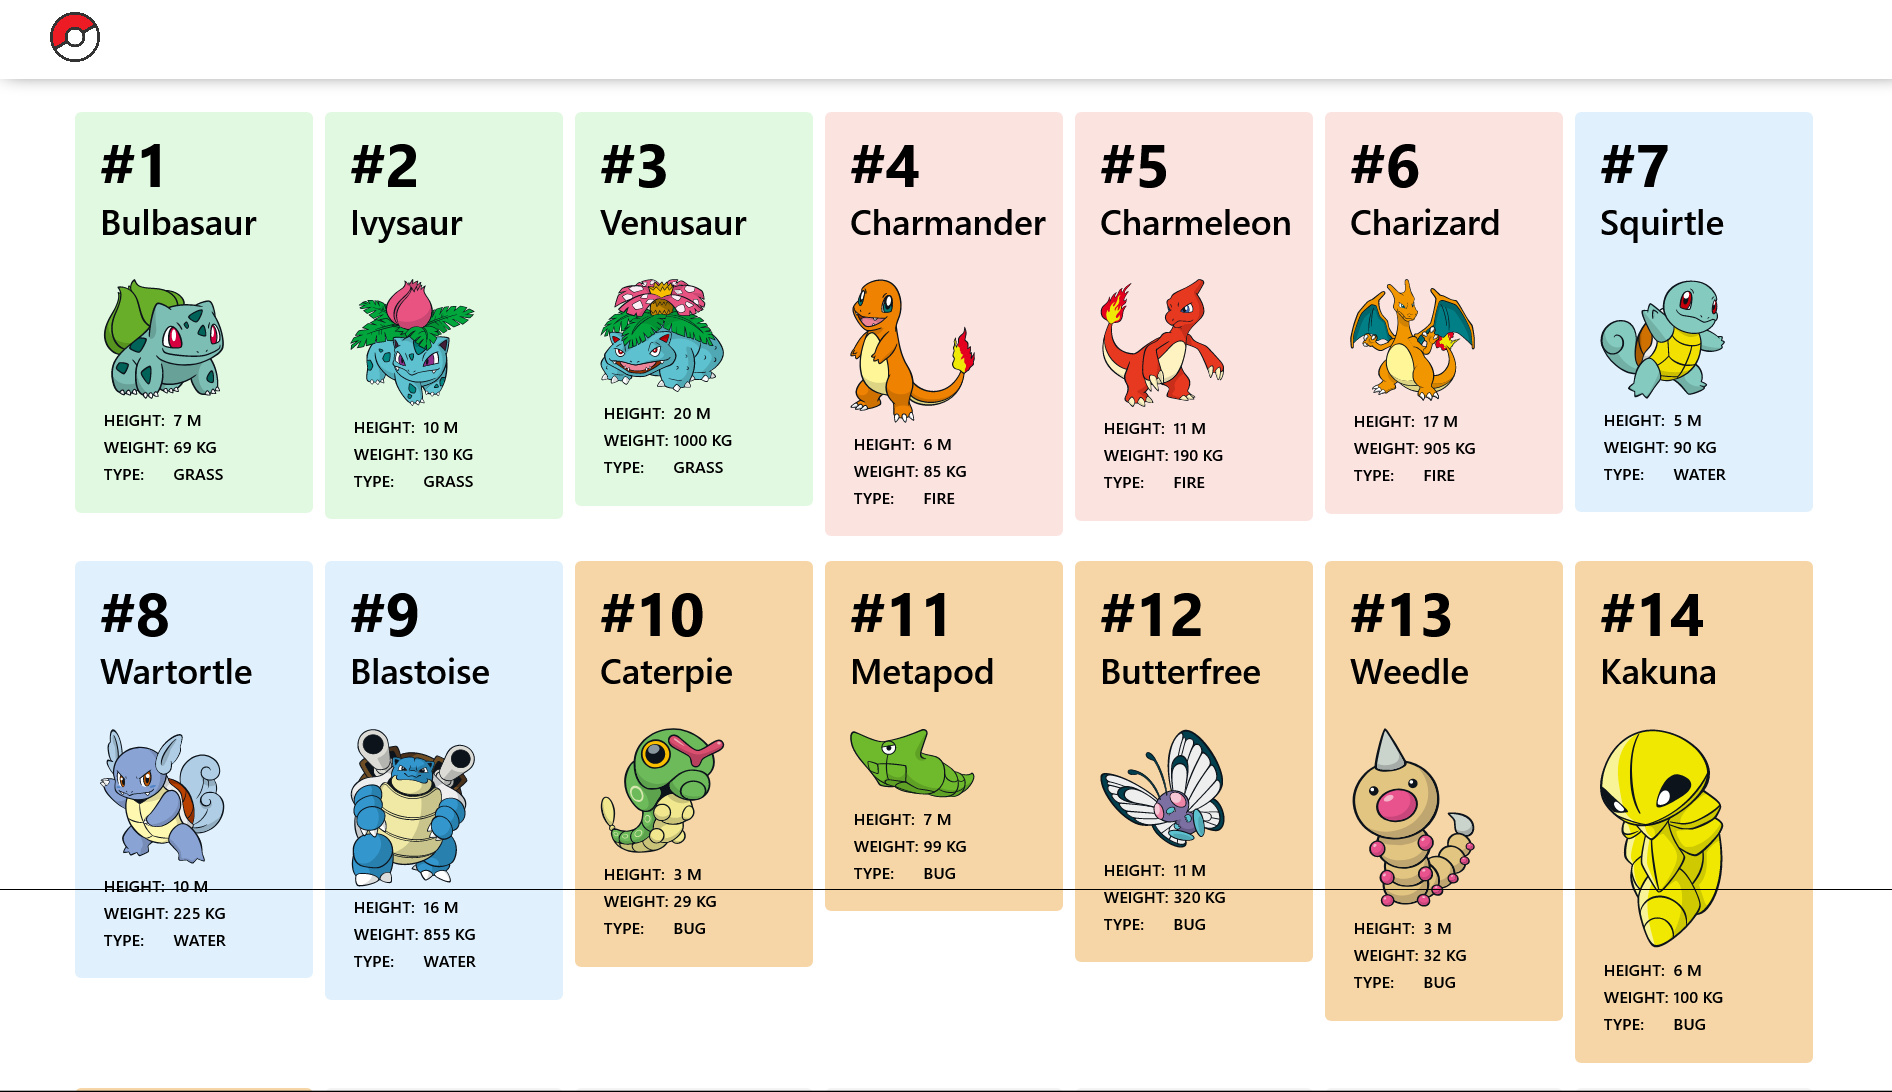 #1
Bulbasaur
HEIGHT: 7 M
WEIGHT: 69 KG
TYPE: GRASS
#2
Ivysaur
HEIGHT: 10 M
WEIGHT: 130 KG
TYPE: GRASS
#3
Venusaur
HEIGHT: 20 M
WEIGHT: 1000 KG
TYPE: GRASS
#4
Charmander
HEIGHT: 6 M
WEIGHT: 85 KG
TYPE: FIRE
#5
Charmeleon
HEIGHT: 11 M
WEIGHT: 190 KG
TYPE: FIRE
#6
Charizard
HEIGHT: 17 M
WEIGHT: 905 KG
TYPE: FIRE
#7
Squirtle
HEIGHT: 5 M
WEIGHT: 90 KG
TYPE: WATER
#8
Wartortle
HEIGHT: 10 M
WEIGHT: 225 KG
TYPE: WATER
#9
Blastoise
HEIGHT: 16 M
WEIGHT: 855 KG
TYPE: WATER
#10
Caterpie
HEIGHT: 3 M
WEIGHT: 29 KG
TYPE: BUG
#11
Metapod
HEIGHT: 7 M
WEIGHT: 99 KG
TYPE: BUG
#12
Butterfree
HEIGHT: 11 M
WEIGHT: 320 KG
TYPE: BUG
#13
Weedle
HEIGHT: 3 M
WEIGHT: 32 KG
TYPE: BUG
#14
Kakuna
HEIGHT: 6 M
WEIGHT: 100 KG
TYPE: BUG